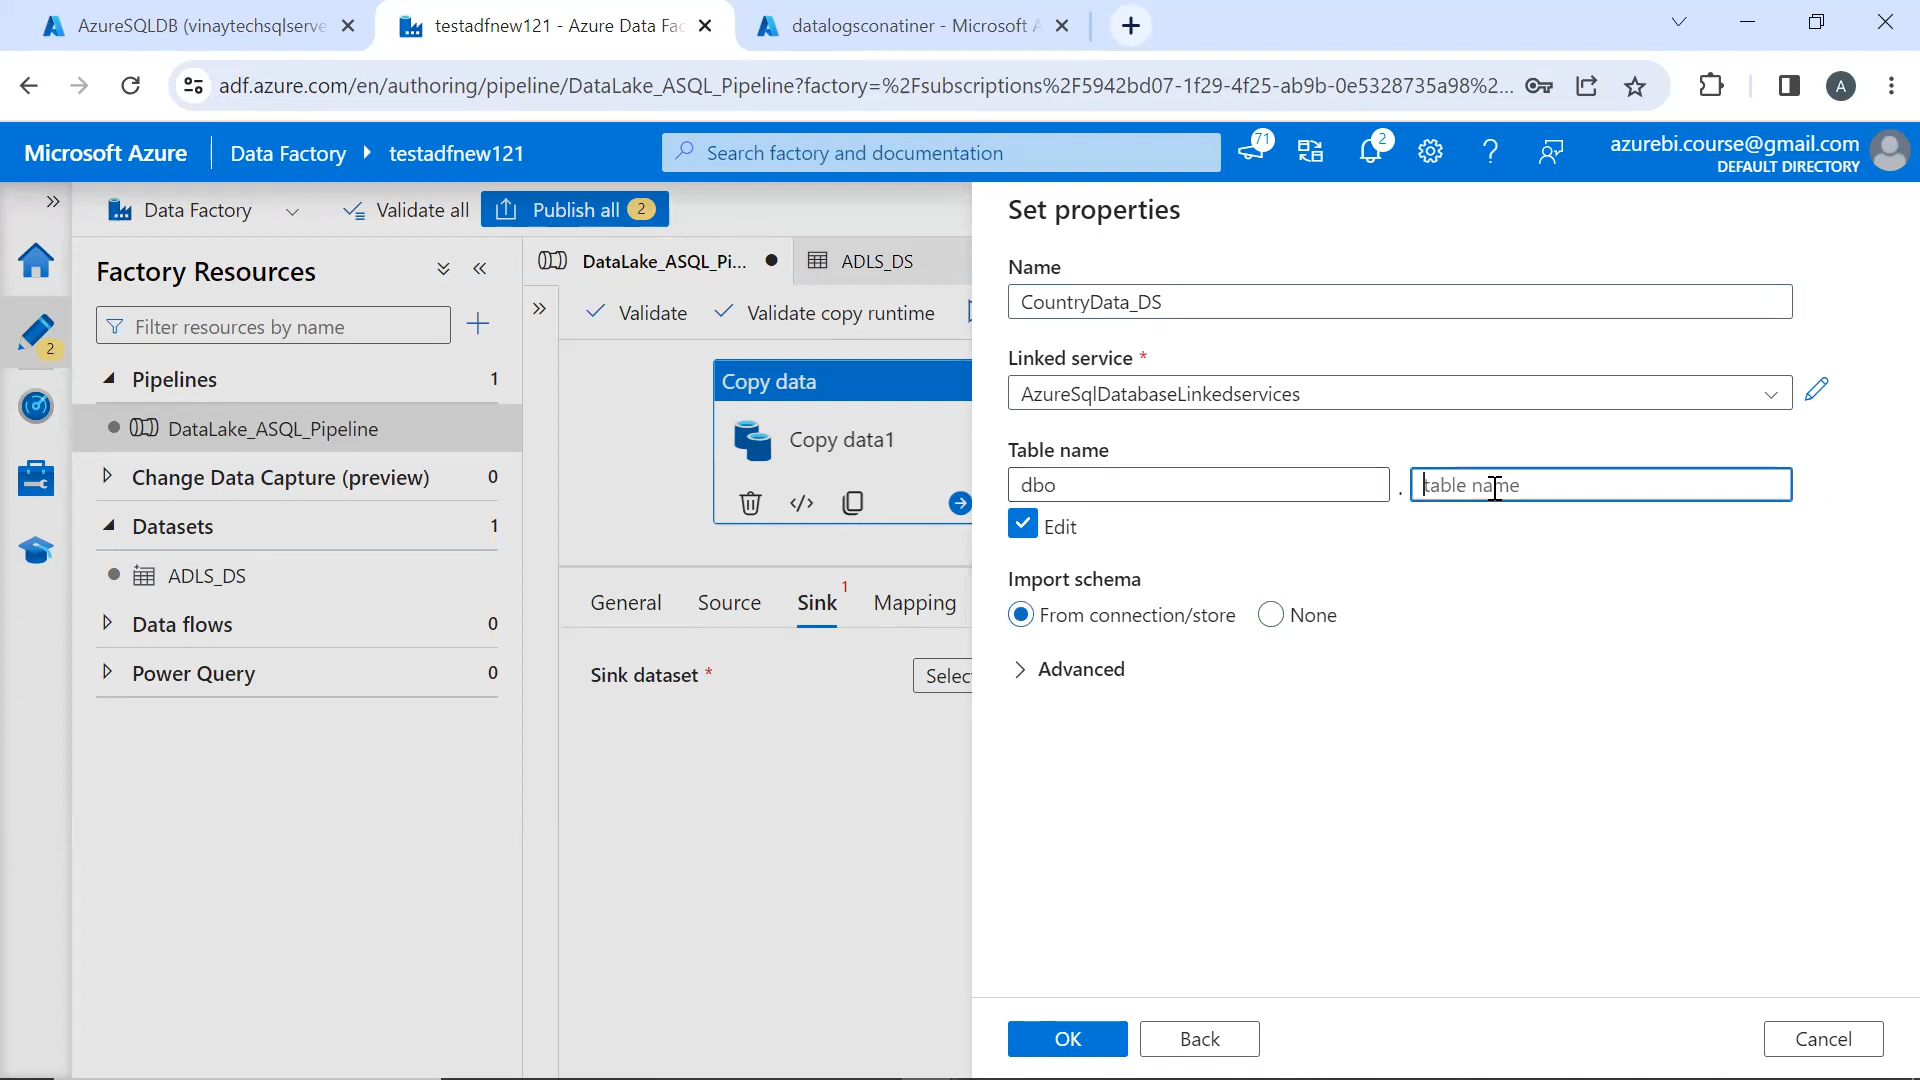 AzureSQLDB (vinaytechsqlserve
testadfnew121 - Azure Data Fac
datalogsconatiner - Microsoft A
adf.azure.com/en/authoring/pipeline/DataLake_ASQL_Pipeline?factory=%2Fsubscriptions%2F5942bd07-1f29-4f25-ab9b-0e5328735a98%2...
A
Microsoft Azure
Data Factory
testadfnew121
Search factory and documentation
71
2
azurebi.course@gmail.com
DEFAULT DIRECTORY
Data Factory
Validate all
Publish all 2
Factory Resources
Filter resources by name
2
Pipelines 1
DataLake_ASQL_Pipeline
Change Data Capture (preview) 0
Datasets 1
ADLS_DS
Data flows 0
Power Query 0
DataLake_ASQL_Pi...
ADLS_DS
Validate
Validate copy runtime
Copy data
Copy data1
General
Source
Sink 1
Mapping
Sink dataset *
Selec
Set properties
Name
CountryData_DS
Linked service *
AzureSqlDatabaseLinkedservices
Table name
dbo . table name
Edit
Import schema
From connection/store None
Advanced
OK
Back
Cancel